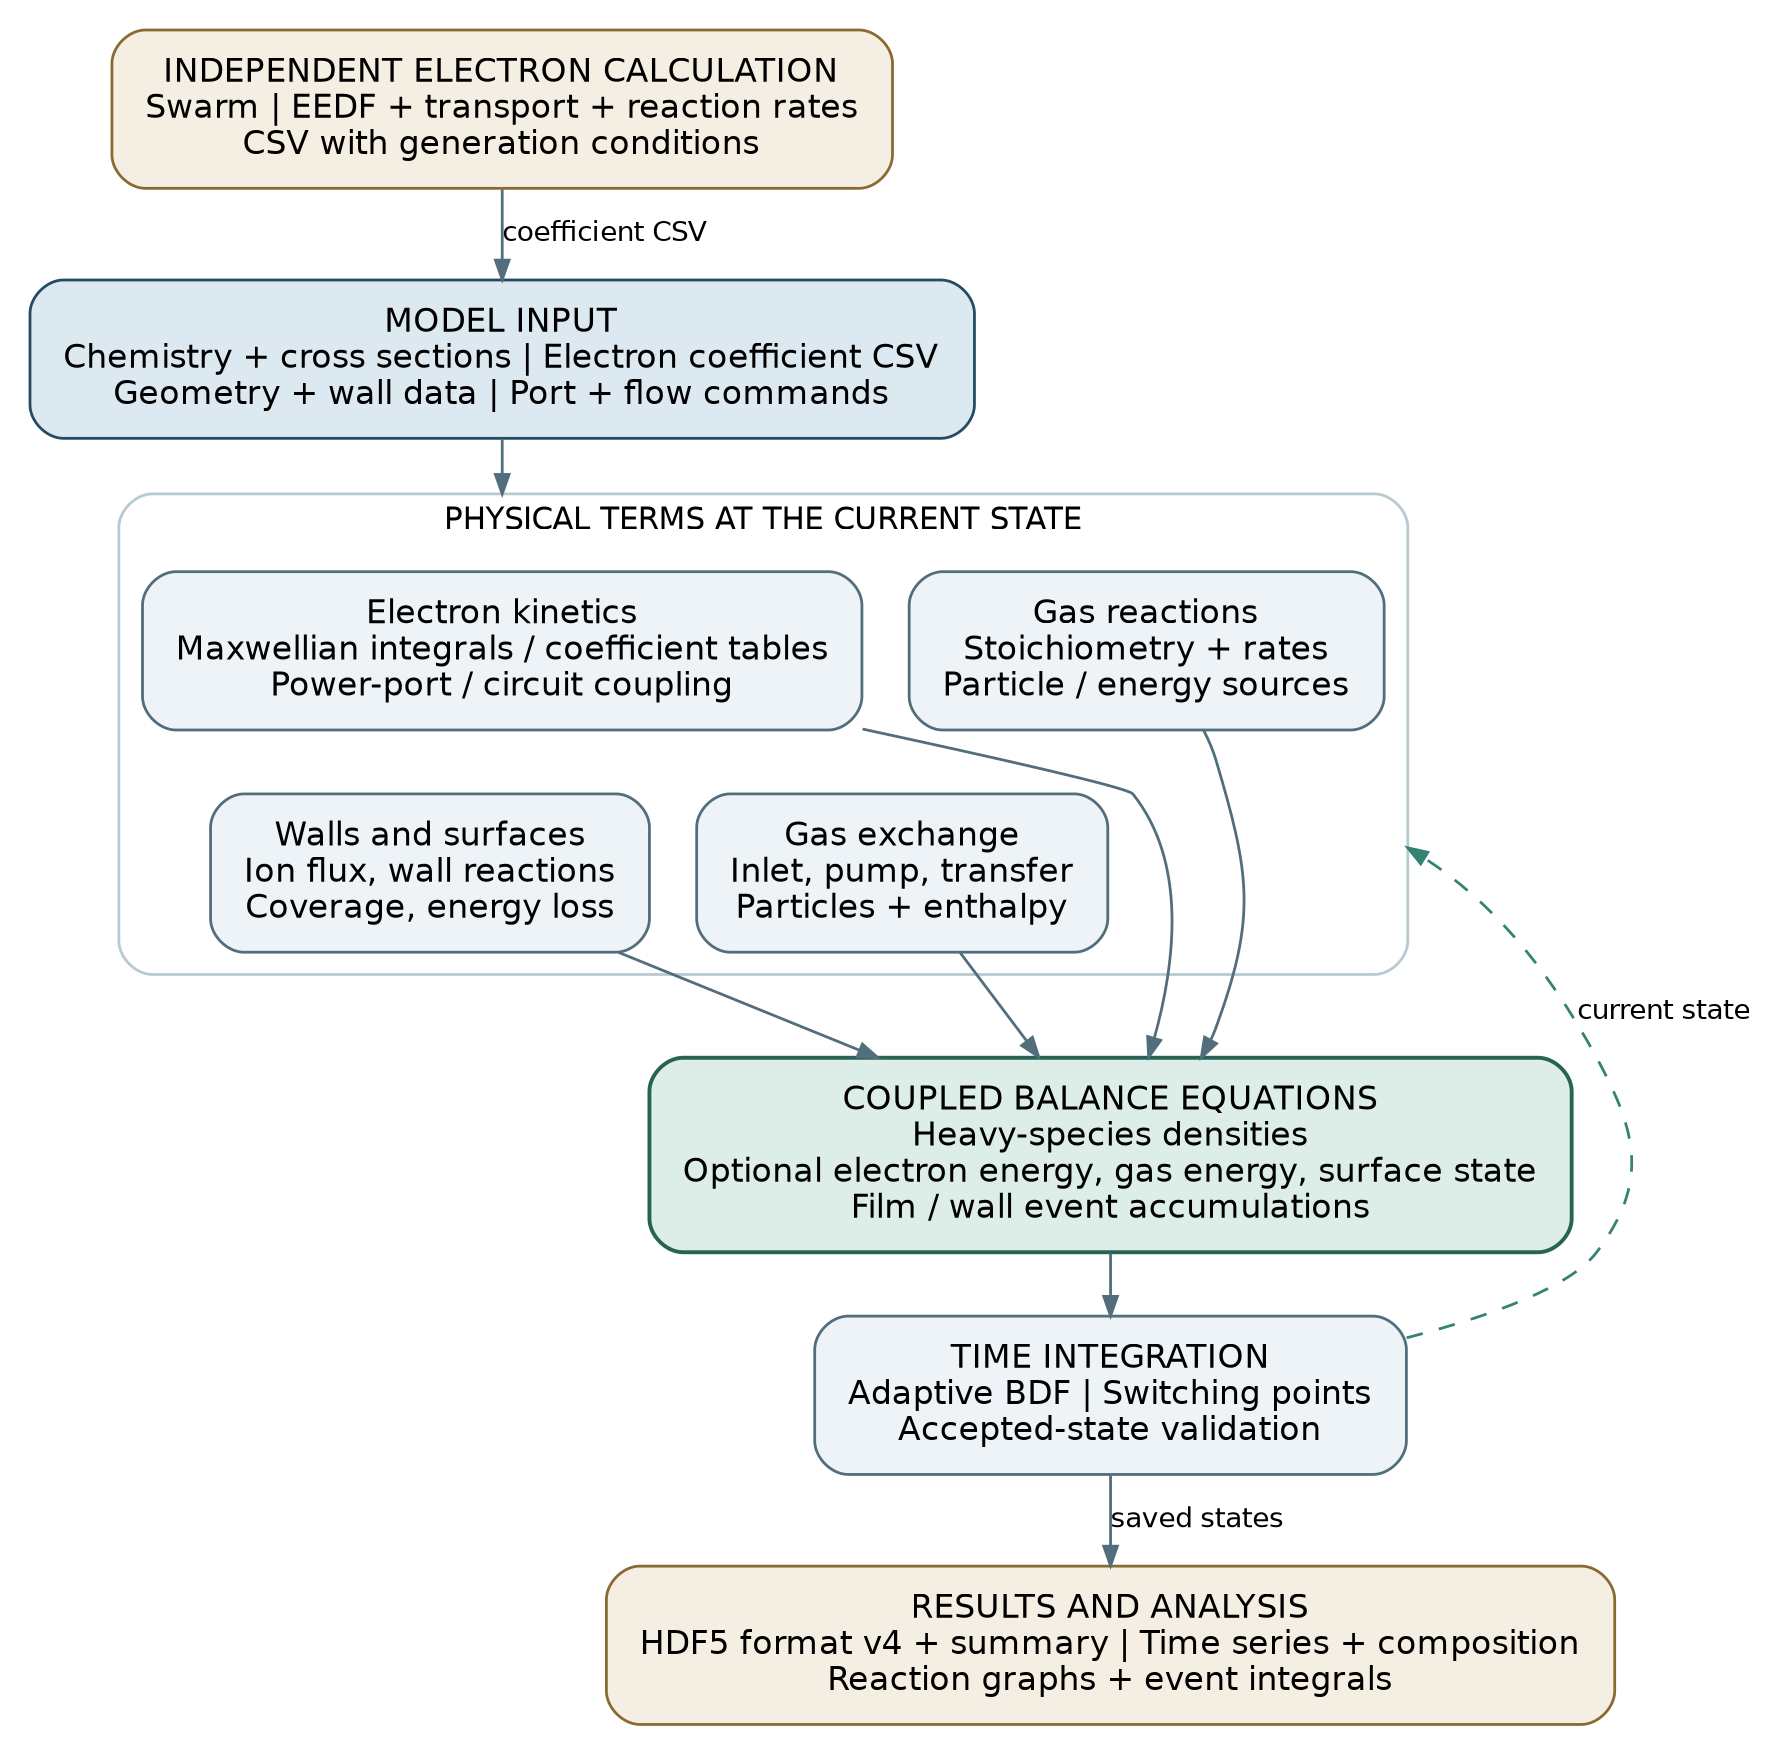 INDEPENDENT ELECTRON CALCULATION
Swarm | EEDF + transport + reaction rates
CSV with generation conditions
coefficient CSV
MODEL INPUT
Chemistry + cross sections | Electron coefficient CSV
Geometry + wall data | Port + flow commands
PHYSICAL TERMS AT THE CURRENT STATE
Electron kinetics
Maxwellian integrals / coefficient tables
Power-port / circuit coupling
Gas reactions
Stoichiometry + rates
Particle / energy sources
Walls and surfaces
Ion flux, wall reactions
Coverage, energy loss
Gas exchange
Inlet, pump, transfer
Particles + enthalpy
current state
COUPLED BALANCE EQUATIONS
Heavy-species densities
Optional electron energy, gas energy, surface state
Film / wall event accumulations
TIME INTEGRATION
Adaptive BDF | Switching points
Accepted-state validation
saved states
RESULTS AND ANALYSIS
HDF5 format v4 + summary | Time series + composition
Reaction graphs + event integrals